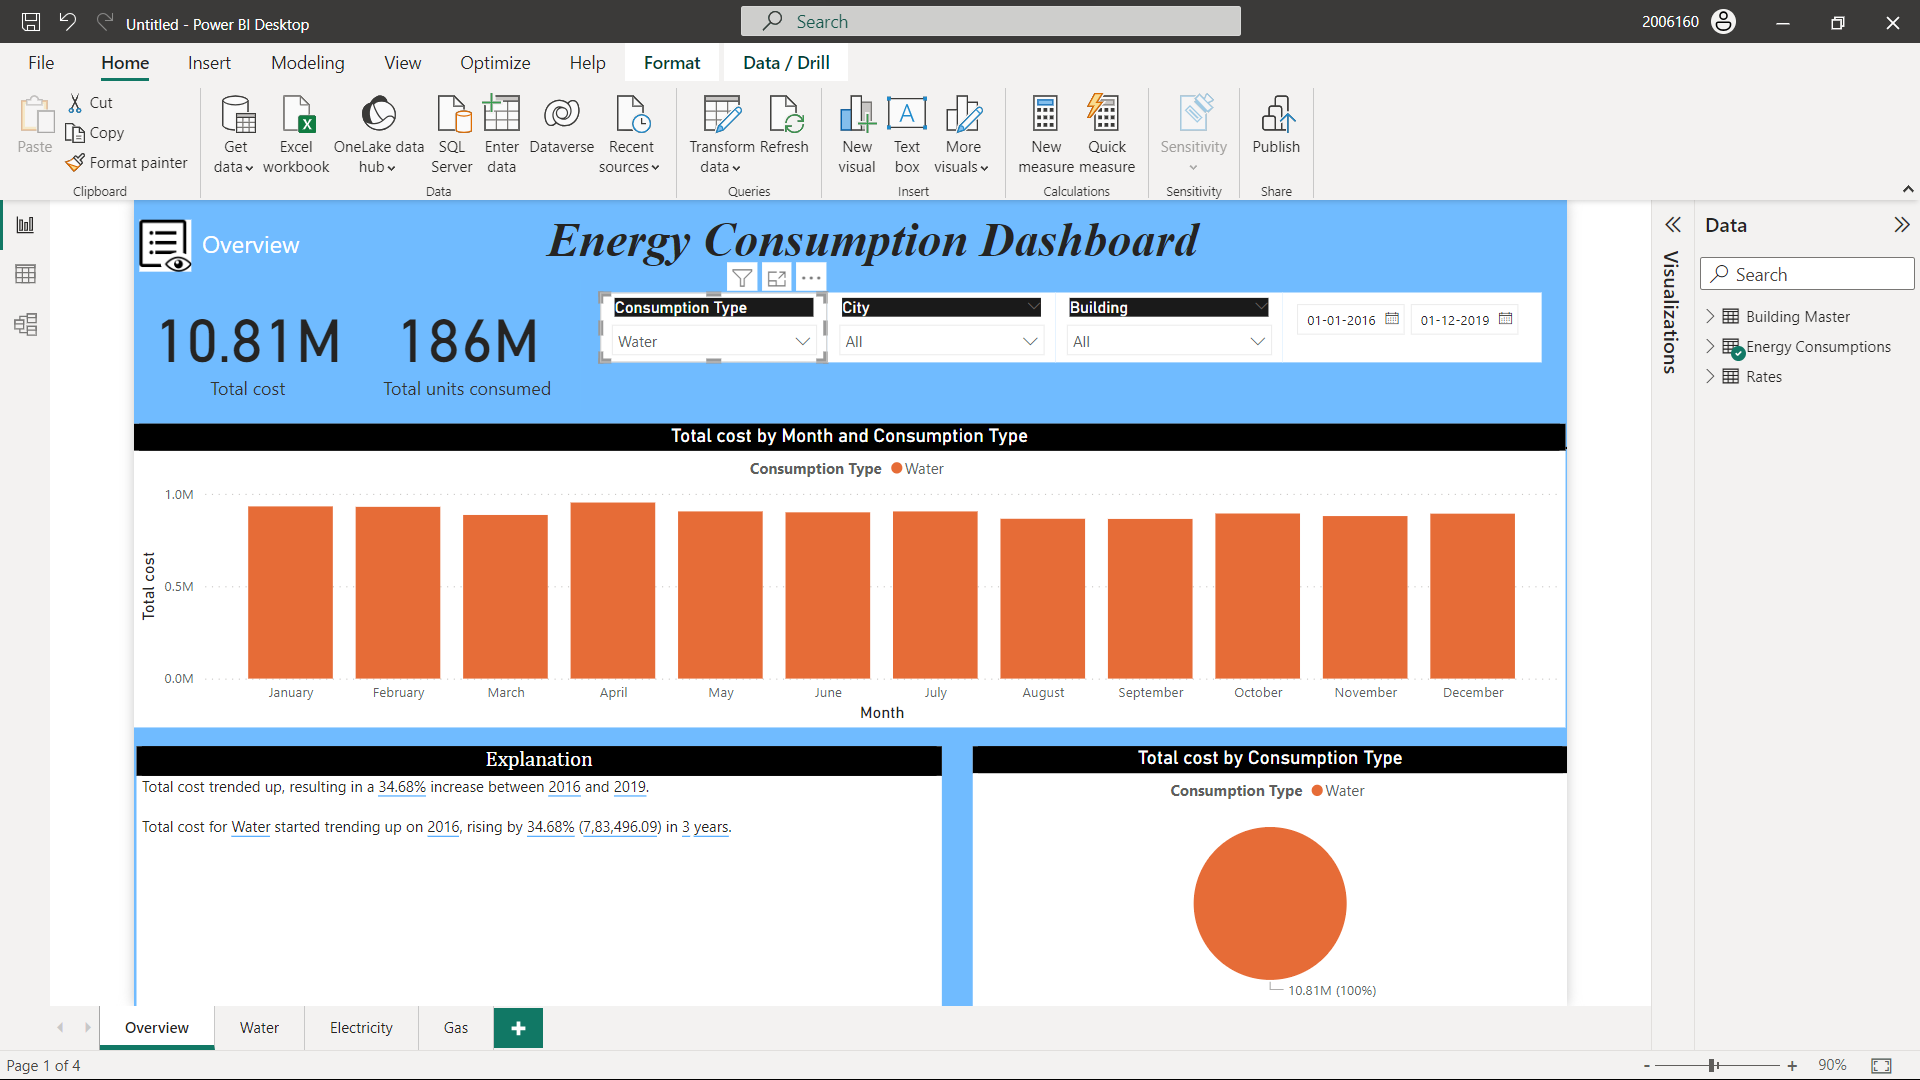 Untitled - Power BI Desktop
Search
2006160
File
Home
Insert
Modeling
View
Optimize
Help
Format
Data / Drill
Paste
Cut
Copy
Format painter
Clipboard
Get data
Excel workbook
OneLake data hub
SQL Server
Enter data
Dataverse
Recent sources
Data
Transform data
Refresh
Queries
New visual
A
Text box
More visuals
Insert
New measure
Quick measure
Calculations
Sensitivity
Sensitivity
Publish
Share
Overview
Energy Consumption Dashboard
10.81M
Total cost
186M
Total units consumed
Consumption Type
Water
City
All
Building
All
01-01-2016
01-12-2019
Total cost by Month and Consumption Type
Consumption Type
Water
Total cost
1.0M
0.5M
0.0M
January
February
March
April
May
June
July
August
September
October
November
December
Month
Explanation
Total cost trended up, resulting in a 34.68% increase between 2016 and 2019.
Total cost for Water started trending up on 2016, rising by 34.68% (7,83,496.09) in 3 years.
Total cost by Consumption Type
Consumption Type
Water
10.81M (100%)
Visualizations
Data
Search
Building Master
Energy Consumptions
Rates
Overview
Water
Electricity
Gas
+
Page 1 of 4
-
+
90%